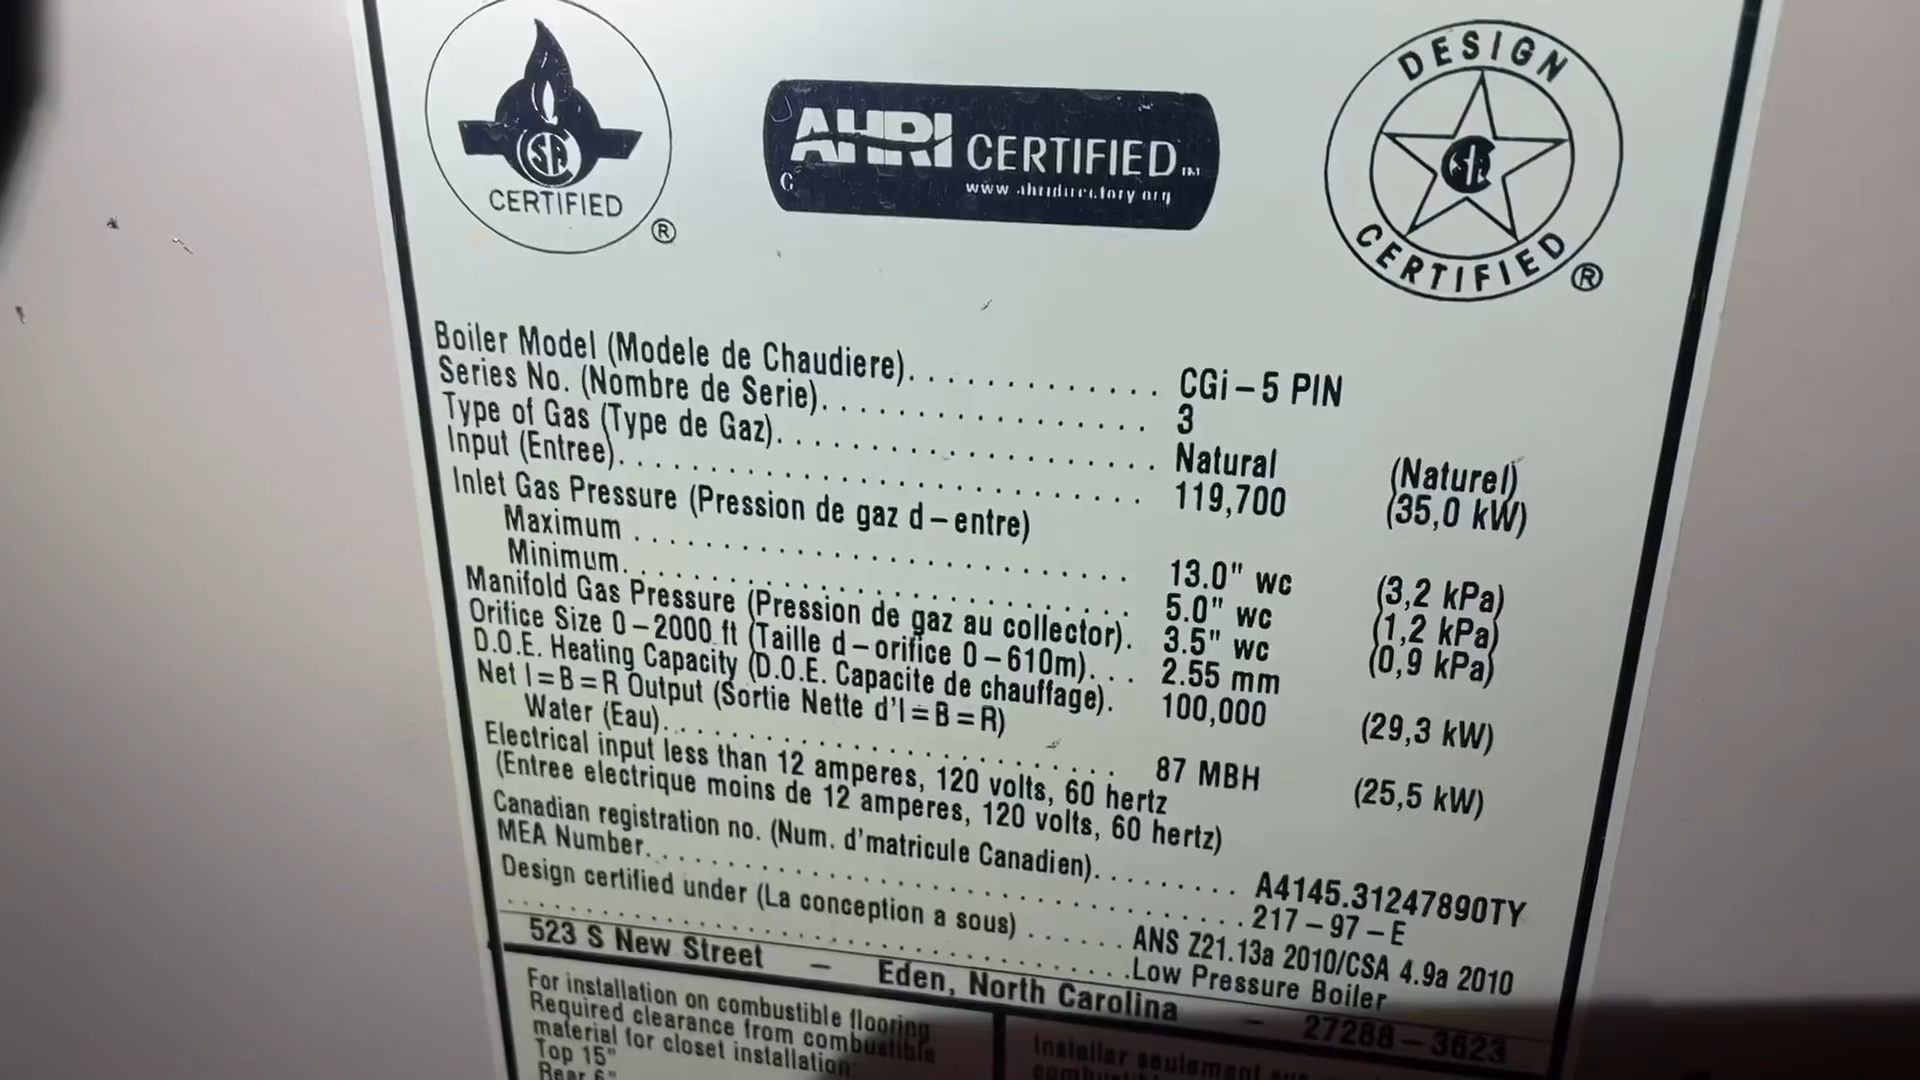 CERTIFIED
®
AHRI CERTIFIED™
www.ahridirectory.org
DESIGN
CERTIFIED
®
Boiler Model (Modele de Chaudiere)............. CGi–5 PIN
Series No. (Nombre de Serie)................ 3
Type of Gas (Type de Gaz)................... Natural (Naturel)
Input (Entree)........................... 119,700 (35,0 kW)
Inlet Gas Pressure (Pression de gaz d–entre)
Maximum ......................... 13.0" wc (3,2 kPa)
Minimum.......................... 5.0" wc (1,2 kPa)
Manifold Gas Pressure (Pression de gaz au collector). 3.5" wc (0,9 kPa)
Orifice Size 0–2000 ft (Taille d–orifice 0–610m).... 2.55 mm
D.O.E. Heating Capacity (D.O.E. Capacite de chauffage). 100,000 (29,3 kW)
Net I=B=R Output (Sortie Nette d'I=B=R)
Water (Eau)....................... 87 MBH (25,5 kW)
Electrical input less than 12 amperes, 120 volts, 60 hertz
(Entree electrique moins de 12 amperes, 120 volts, 60 hertz)
Canadian registration no. (Num. d'matricule Canadien)......... A4145.31247890TY
MEA Number................................ 217–97–E
Design certified under (La conception a sous) ...... ANS Z21.13a 2010/CSA 4.9a 2010
................................ Low Pressure Boiler
523 S New Street – Eden, North Carolina – 27288–3623
For installation on combustible flooring
Required clearance from combustible
material for closet installation:
Top 15"
Rear 6"
Installer seulement